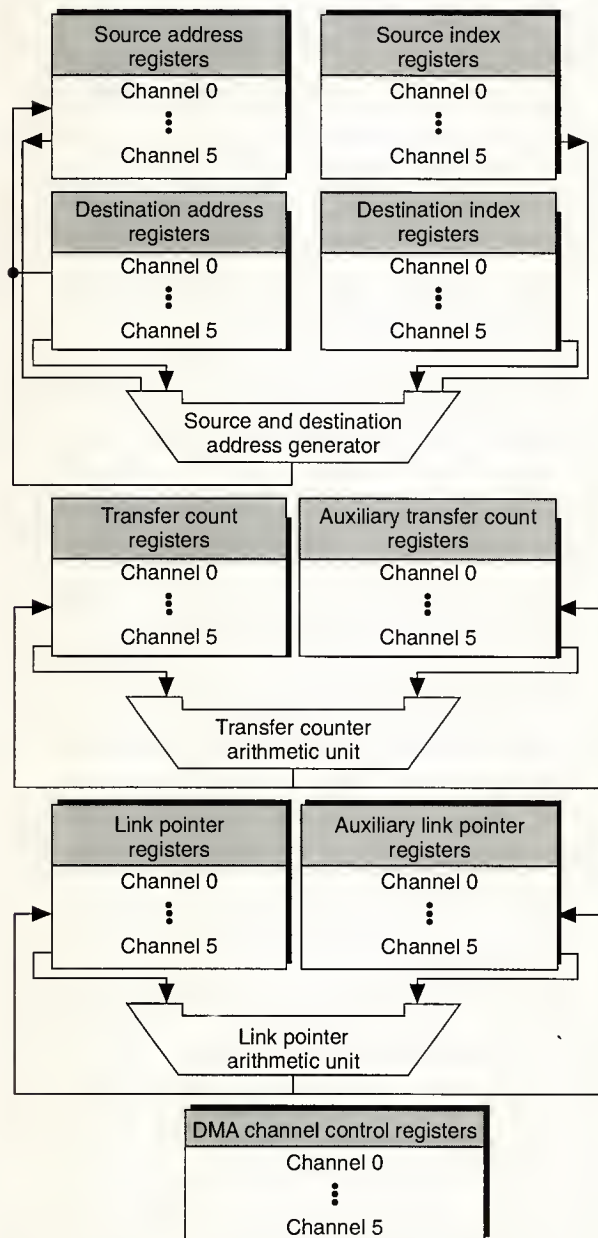 Source address
registers
Channel 0
Channel 5
Source index
registers
Channel 0
Channel 5
Destination address
registers
Channel 0
Channel 5
Destination index
registers
Channel 0
Channel 5
Source and destination
address generator
Transfer count
registers
Channel 0
Channel 5
Auxiliary transfer count
registers
Channel 0
Channel 5
Transfer counter
arithmetic unit
Link pointer
registers
Channel 0
Channel 5
Auxiliary link pointer
registers
Channel 0
Channel 5
Link pointer
arithmetic unit
DMA channel control registers
Channel 0
Channel 5